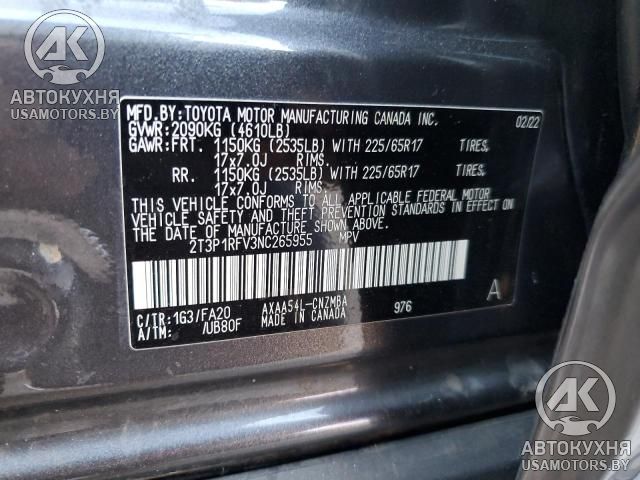 АК
АВТОКУХНЯ
USAMOTORS.BY
MFD.BY:TOYOTA MOTOR MANUFACTURING CANADA INC. 02/22
GVWR:2090KG (4610LB)
GAWR:FRT. 1150KG (2535LB) WITH 225/65R17 TIRES,
17x7.0J RIMS.
RR. 1150KG (2535LB) WITH 225/65R17 TIRES,
17x7.0J RIMS.
THIS VEHICLE CONFORMS TO ALL APPLICABLE FEDERAL MOTOR
VEHICLE SAFETY AND THEFT PREVENTION STANDARDS IN EFFECT
ON THE DATE OF MANUFACTURE SHOWN ABOVE.
2T3P1RFV3NC265955 MPV
C/TR:1G3/FA20 AXAA54L-CNZMBA 976 A
A/TM: /UB80F MADE IN CANADA
АК
АВТОКУХНЯ
USAMOTORS.BY